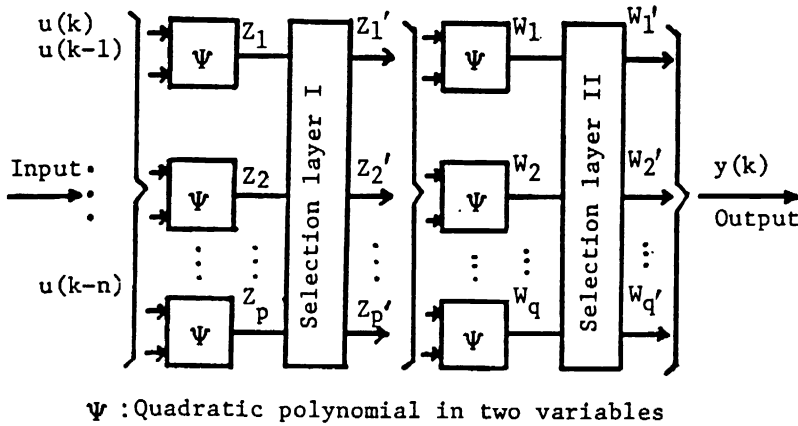 u(k)
u(k-1)
Input
u(k-n)
Ψ
Z1
Ψ
Z2
Ψ
Zp
Selection layer I
Z1′
Z2′
Zp′
Ψ
W1
Ψ
W2
Ψ
Wq
Selection layer II
W1′
W2′
Wq′
y(k)
Output
Ψ : Quadratic polynomial in two variables